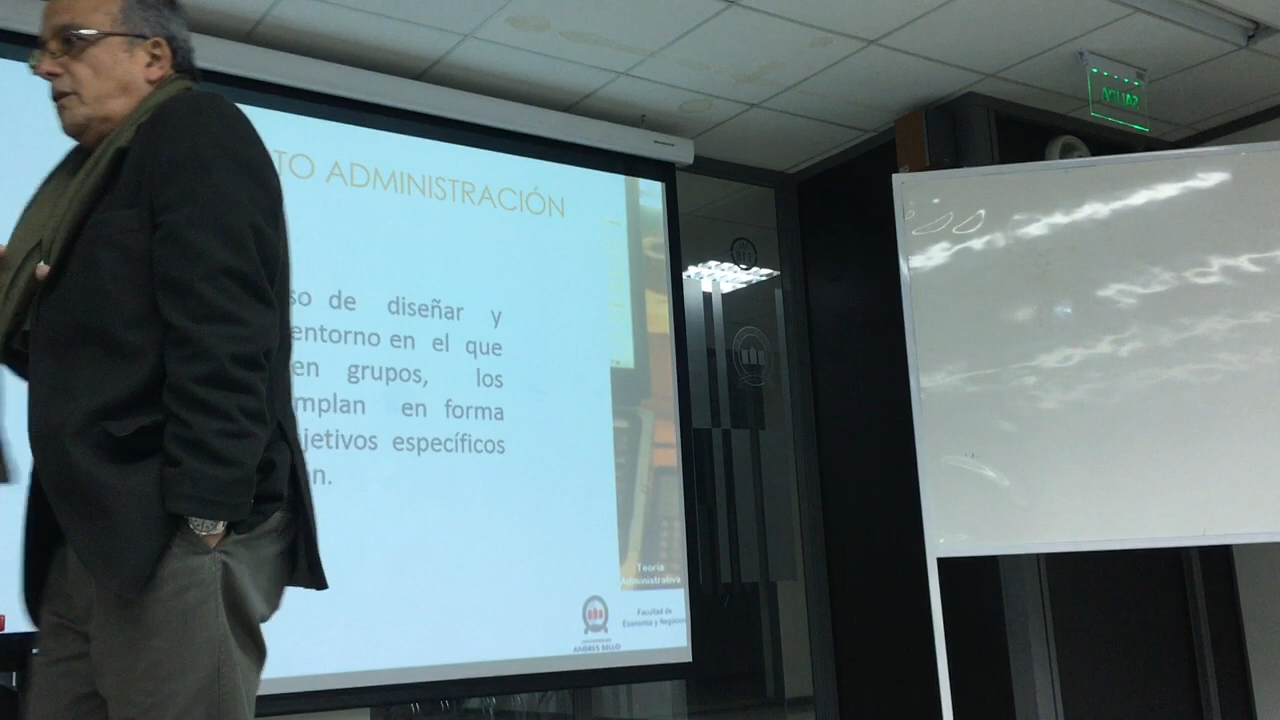 TO ADMINISTRACIÓN
so de diseñar y
entorno en el que
en grupos, los
mplan en forma
jetivos específicos
n.
Teoría
Administrativa
Facultad de
Economía y Negocios
ANDRES BELLO
SALIDA